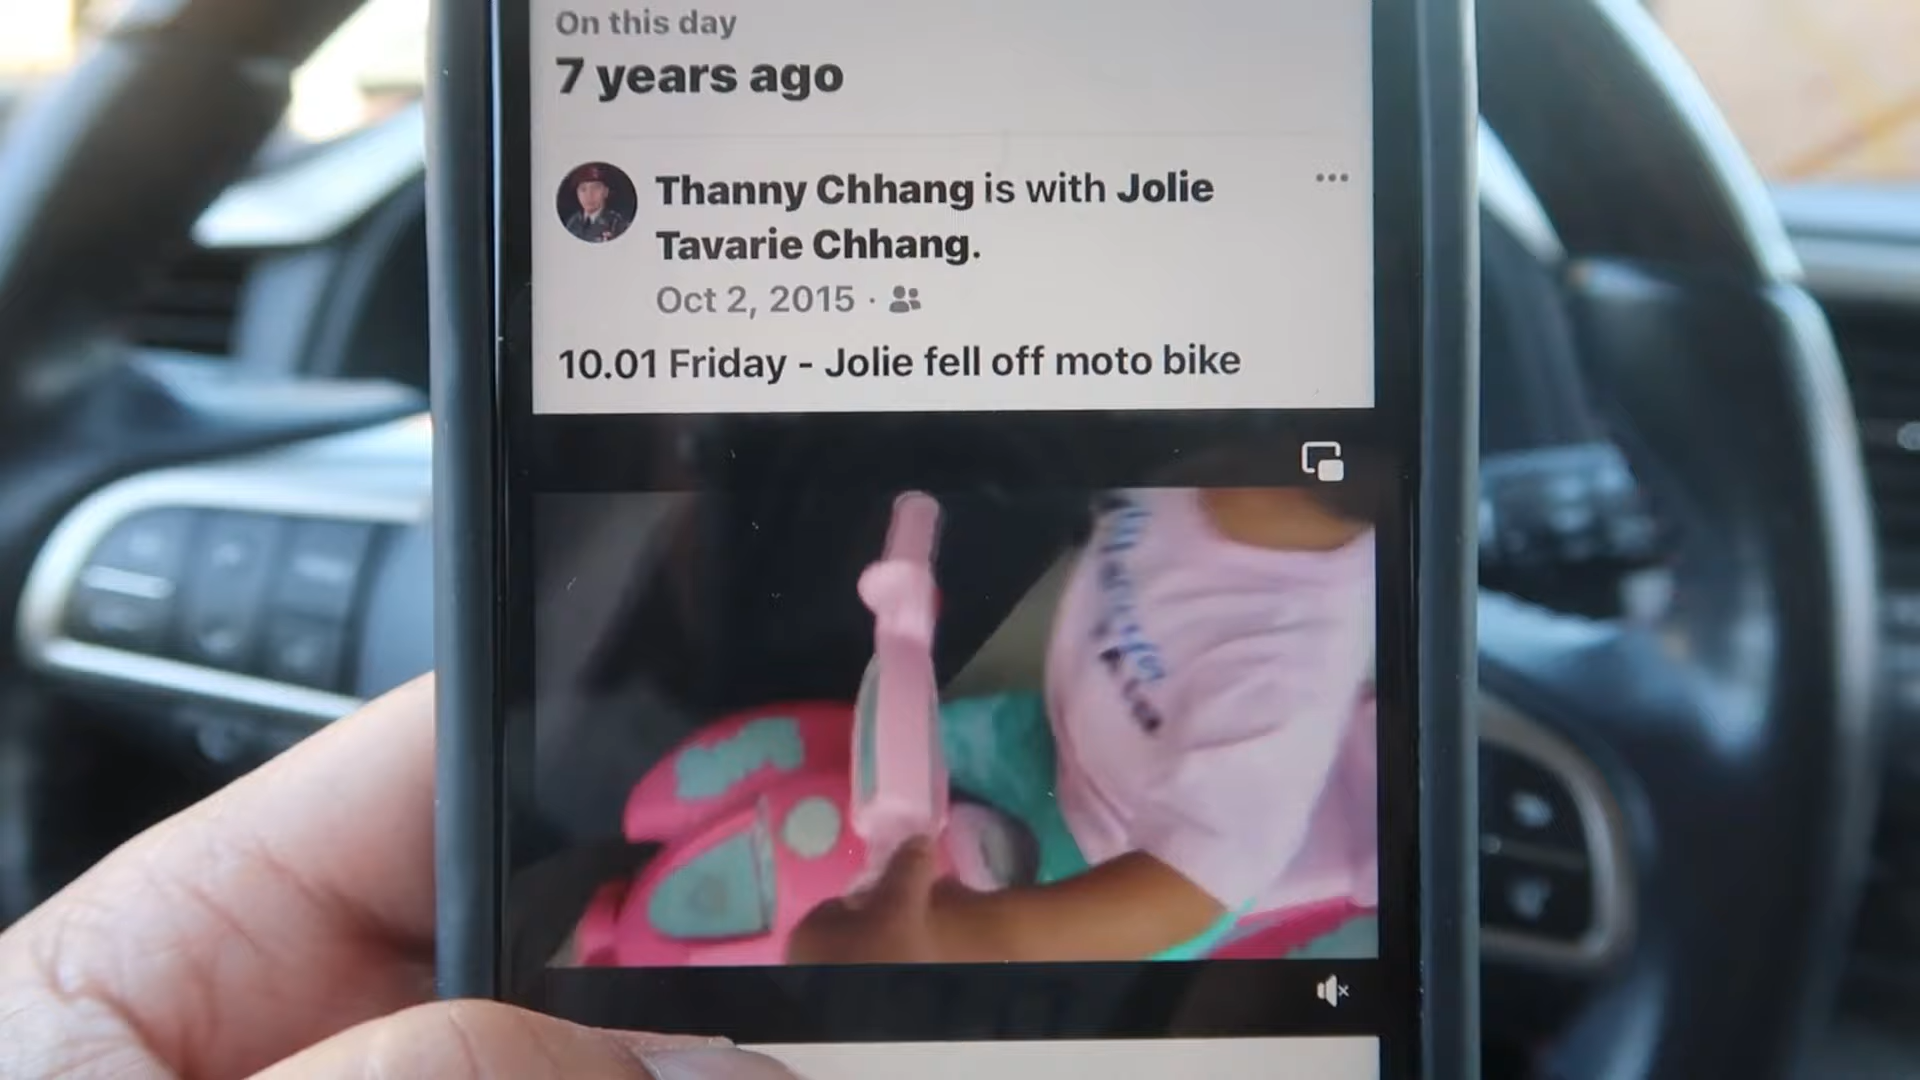 On this day
7 years ago
Thanny Chhang is with Jolie
Tavarie Chhang.
Oct 2, 2015 ·
10.01 Friday - Jolie fell off moto bike